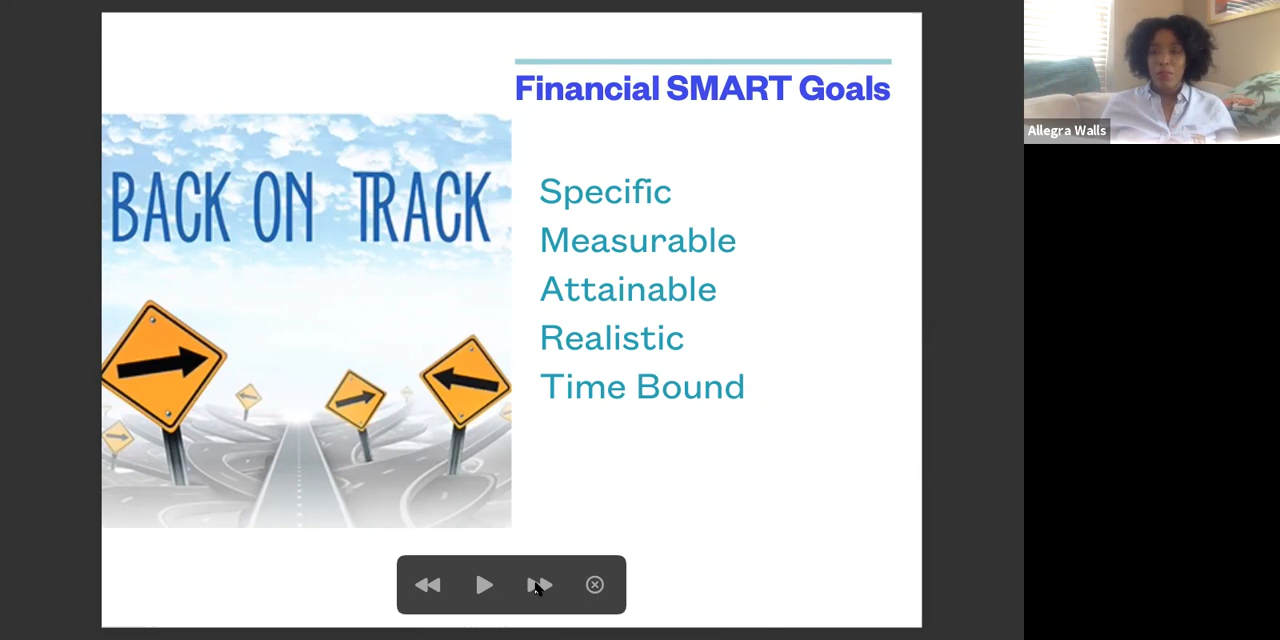 Financial SMART Goals
BACK ON TRACK
Specific
Measurable
Attainable
Realistic
Time Bound
Allegra Walls